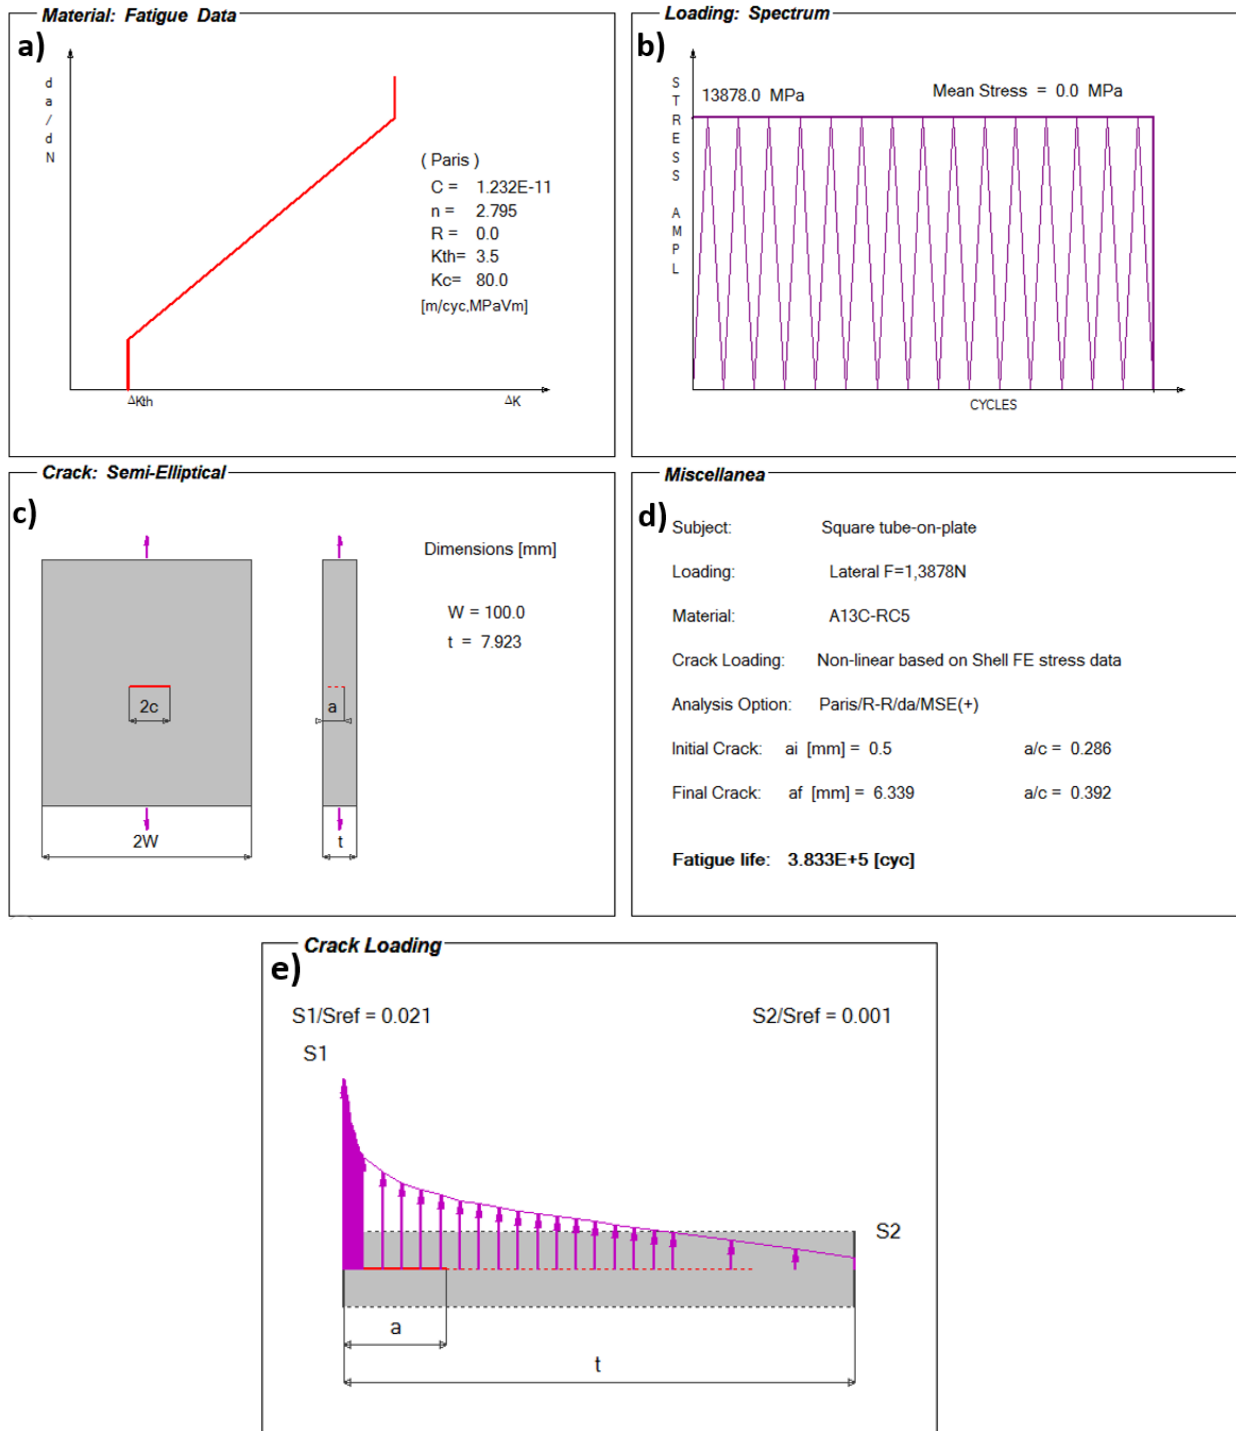 Material: Fatigue Data
a)
da/dN
( Paris )
C = 1.232E-11
n = 2.795
R = 0.0
Kth= 3.5
Kc= 80.0
[m/cyc,MPaVm]
ΔKth
ΔK
Loading: Spectrum
b)
STRESS AMPL
13878.0 MPa
Mean Stress = 0.0 MPa
CYCLES
Crack: Semi-Elliptical
c)
Dimensions [mm]
W = 100.0
t = 7.923
2c
a
2W
t
Miscellanea
d)
Subject: Square tube-on-plate
Loading: Lateral F=1,3878N
Material: A13C-RC5
Crack Loading: Non-linear based on Shell FE stress data
Analysis Option: Paris/R-R/da/MSE(+)
Initial Crack: ai [mm] = 0.5 a/c = 0.286
Final Crack: af [mm] = 6.339 a/c = 0.392
Fatigue life: 3.833E+5 [cyc]
Crack Loading
e)
S1/Sref = 0.021
S2/Sref = 0.001
S1
S2
a
t